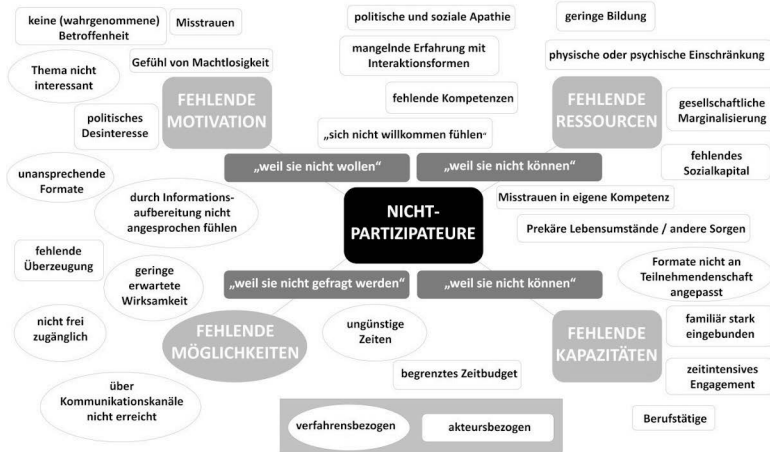 keine (wahrgenommene)
Betroffenheit
Misstrauen
politische und soziale Apathie
geringe Bildung
Thema nicht
interessant
Gefühl von Machtlosigkeit
mangelnde Erfahrung mit
Interaktionsformen
physische oder psychische Einschränkung
FEHLENDE
MOTIVATION
fehlende Kompetenzen
FEHLENDE
RESSOURCEN
gesellschaftliche
Marginalisierung
politisches
Desinteresse
„sich nicht willkommen fühlen“
fehlendes
Sozialkapital
„weil sie nicht wollen“
„weil sie nicht können“
unansprechende
Formate
durch Informations-
aufbereitung nicht
angesprochen fühlen
NICHT-
PARTIZIPATEURE
Misstrauen in eigene Kompetenz
Prekäre Lebensumstände / andere Sorgen
fehlende
Überzeugung
geringe
erwartete
Wirksamkeit
„weil sie nicht gefragt werden“
„weil sie nicht können“
Formate nicht an
Teilnehmendenschaft
angepasst
nicht frei
zugänglich
FEHLENDE
MÖGLICHKEITEN
ungünstige
Zeiten
FEHLENDE
KAPAZITÄTEN
familiär stark
eingebunden
über
Kommunikationskanäle
nicht erreicht
begrenztes Zeitbudget
zeitintensives
Engagement
Berufstätige
verfahrensbezogen
akteursbezogen